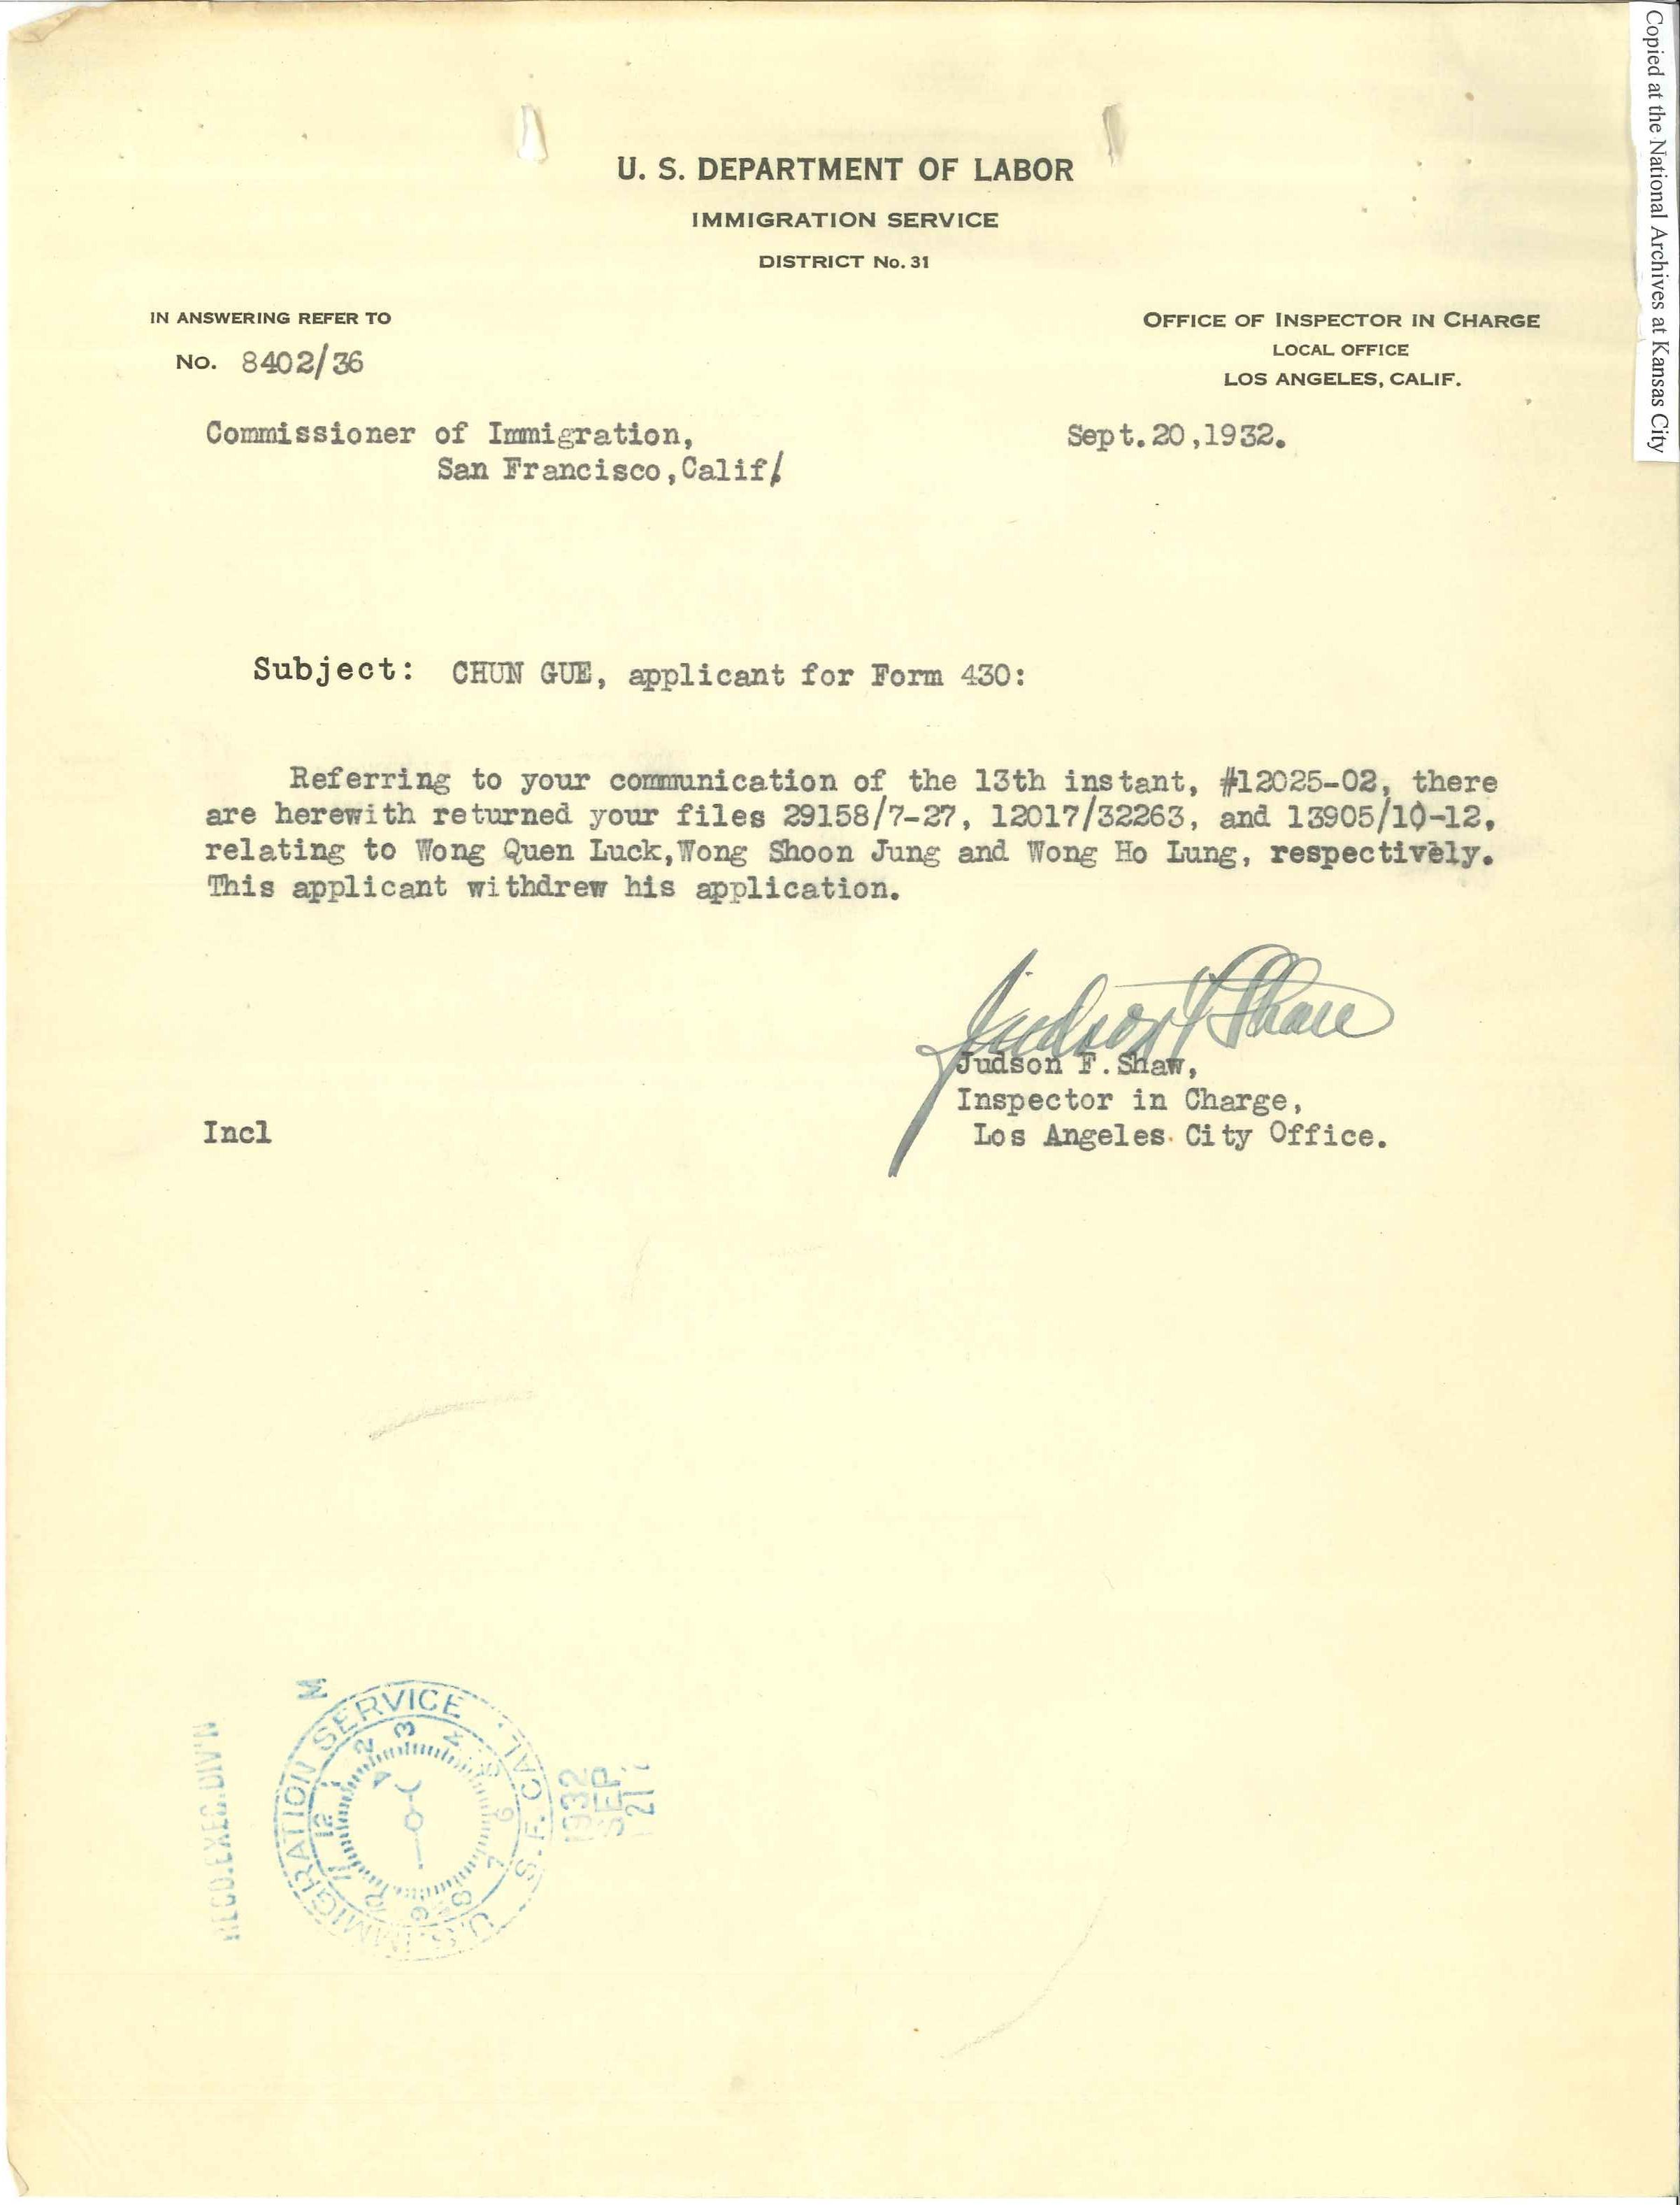 Copied at the National Archives at Kansas City
U. S. DEPARTMENT OF LABOR
IMMIGRATION SERVICE
DISTRICT No. 31
IN ANSWERING REFER TO
No. 8402/36
OFFICE OF INSPECTOR IN CHARGE
LOCAL OFFICE
LOS ANGELES, CALIF.
Commissioner of Immigration,
San Francisco,Calif/
Sept.20,1932.
Subject: CHUN GUE, applicant for Form 430:
Referring to your communication of the 13th instant, #12025-02, there
are herewith returned your files 29158/7-27, 12017/32263, and 13905/10-12,
relating to Wong Quen Luck,Wong Shoon Jung and Wong Ho Lung, respectively.
This applicant withdrew his application.
Judson F. Shaw
Judson F. Shaw,
Inspector in Charge,
Los Angeles City Office.
Incl
RECD.EXEC.DIV'N
M
U.S. IMMIGRATION SERVICE · S.F. CAL.
12 1 2 3 4 5 6 7 8 9 10 11
1932
SEP
21